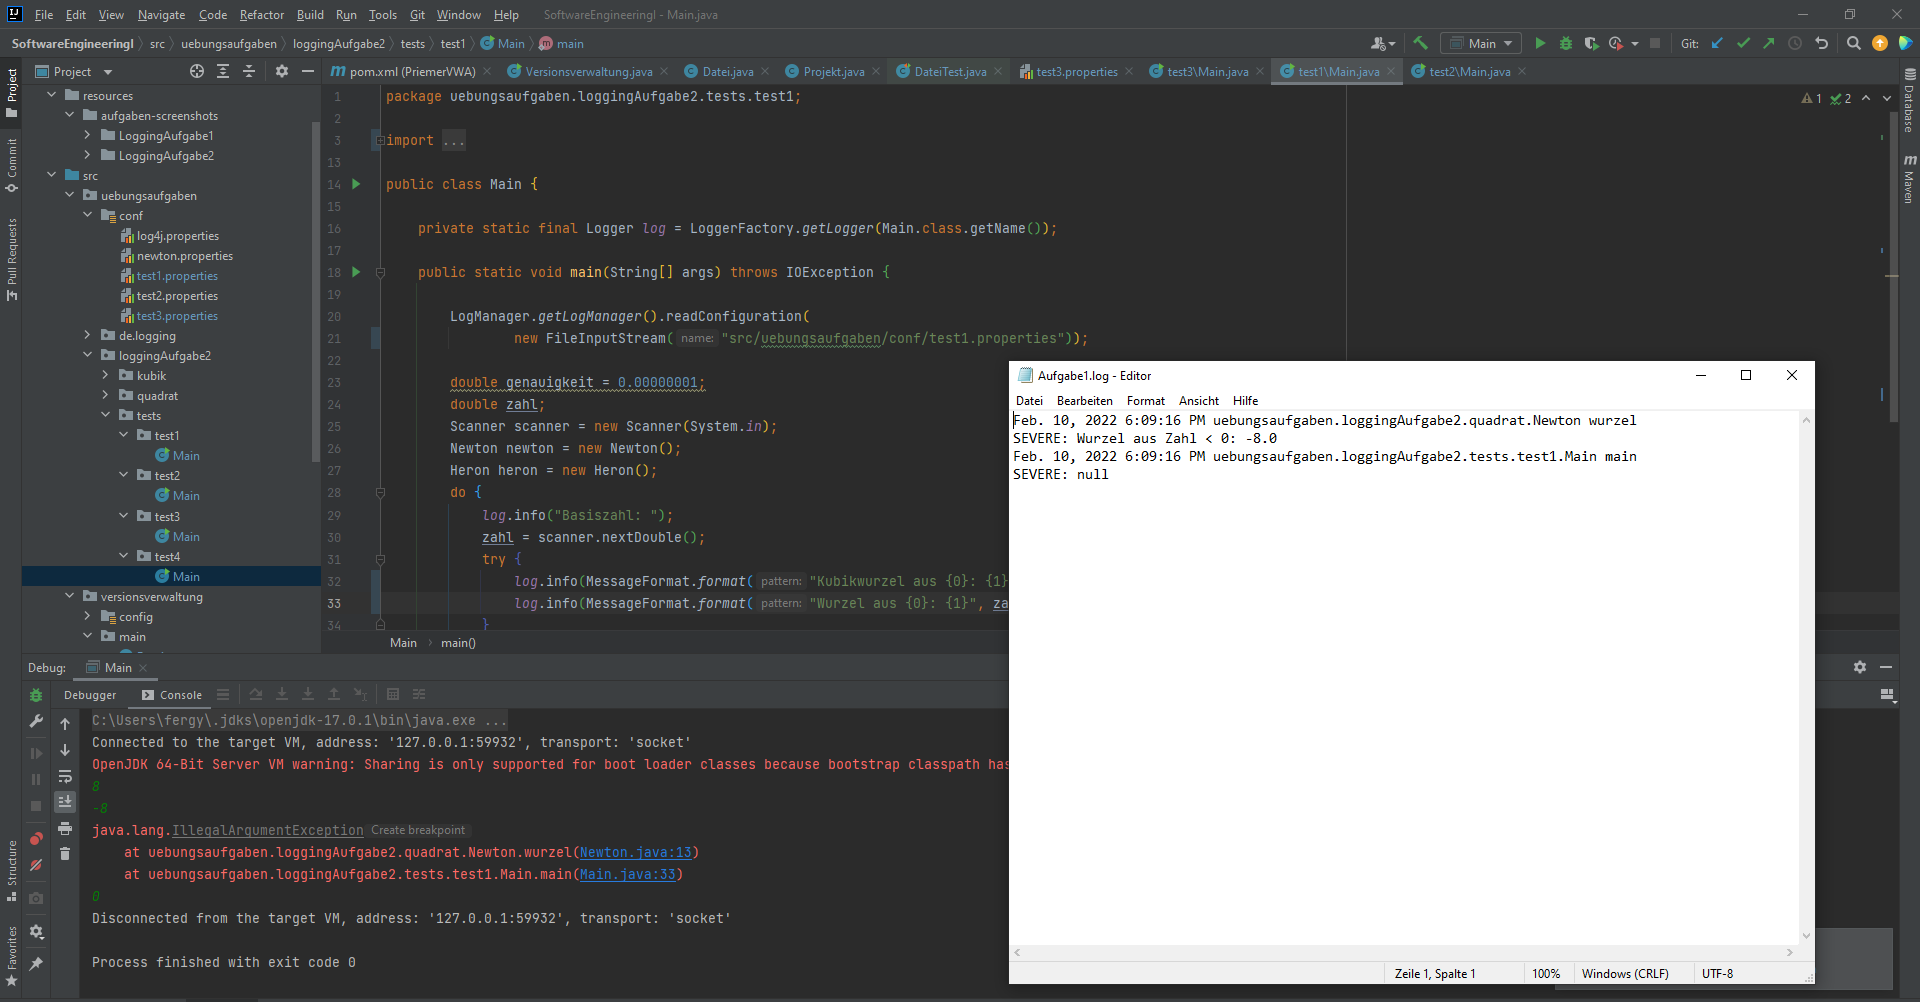 File Edit View Navigate Code Refactor Build Run Tools Git Window Help SoftwareEngineeringI - Main.java
SoftwareEngineeringI src uebungsaufgaben loggingAufgabe2 tests test1 Main main
Main Git:
Project
pom.xml (PriemerVWA) Versionsverwaltung.java Datei.java Projekt.java DateiTest.java test3.properties test3\Main.java test1\Main.java test2\Main.java
Project
Commit
Pull Requests
Structure
Favorites
Database
Maven
resources
aufgaben-screenshots
LoggingAufgabe1
LoggingAufgabe2
src
uebungsaufgaben
conf
log4j.properties
newton.properties
test1.properties
test2.properties
test3.properties
de.logging
loggingAufgabe2
kubik
quadrat
tests
test1
Main
test2
Main
test3
Main
test4
Main
versionsverwaltung
config
main
1 package uebungsaufgaben.loggingAufgabe2.tests.test1;
2
3 import ...
13
14 public class Main {
15
16 private static final Logger log = LoggerFactory.getLogger(Main.class.getName());
17
18 public static void main(String[] args) throws IOException {
19
20 LogManager.getLogManager().readConfiguration(
21 new FileInputStream( name: "src/uebungsaufgaben/conf/test1.properties"));
22
23 double genauigkeit = 0.00000001;
24 double zahl;
25 Scanner scanner = new Scanner(System.in);
26 Newton newton = new Newton();
27 Heron heron = new Heron();
28 do {
29 log.info("Basiszahl: ");
30 zahl = scanner.nextDouble();
31 try {
32 log.info(MessageFormat.format( pattern: "Kubikwurzel aus {0}: {1}
33 log.info(MessageFormat.format( pattern: "Wurzel aus {0}: {1}", za
34 }
1 2
Main main()
Aufgabe1.log - Editor
Datei Bearbeiten Format Ansicht Hilfe
Feb. 10, 2022 6:09:16 PM uebungsaufgaben.loggingAufgabe2.quadrat.Newton wurzel
SEVERE: Wurzel aus Zahl < 0: -8.0
Feb. 10, 2022 6:09:16 PM uebungsaufgaben.loggingAufgabe2.tests.test1.Main main
SEVERE: null
Zeile 1, Spalte 1 100% Windows (CRLF) UTF-8
Debug: Main
Debugger Console
C:\Users\fergy\.jdks\openjdk-17.0.1\bin\java.exe ...
Connected to the target VM, address: '127.0.0.1:59932', transport: 'socket'
OpenJDK 64-Bit Server VM warning: Sharing is only supported for boot loader classes because bootstrap classpath has
8
-8
java.lang.IllegalArgumentException Create breakpoint
at uebungsaufgaben.loggingAufgabe2.quadrat.Newton.wurzel(Newton.java:13)
at uebungsaufgaben.loggingAufgabe2.tests.test1.Main.main(Main.java:33)
0
Disconnected from the target VM, address: '127.0.0.1:59932', transport: 'socket'
Process finished with exit code 0